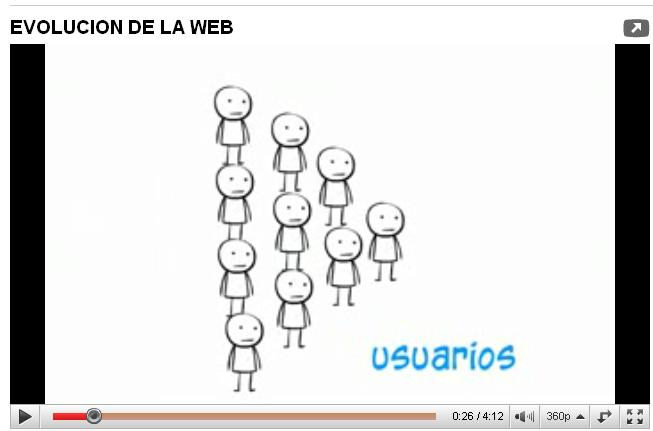 EVOLUCION DE LA WEB
usuarios
0:26 / 4:12 360p